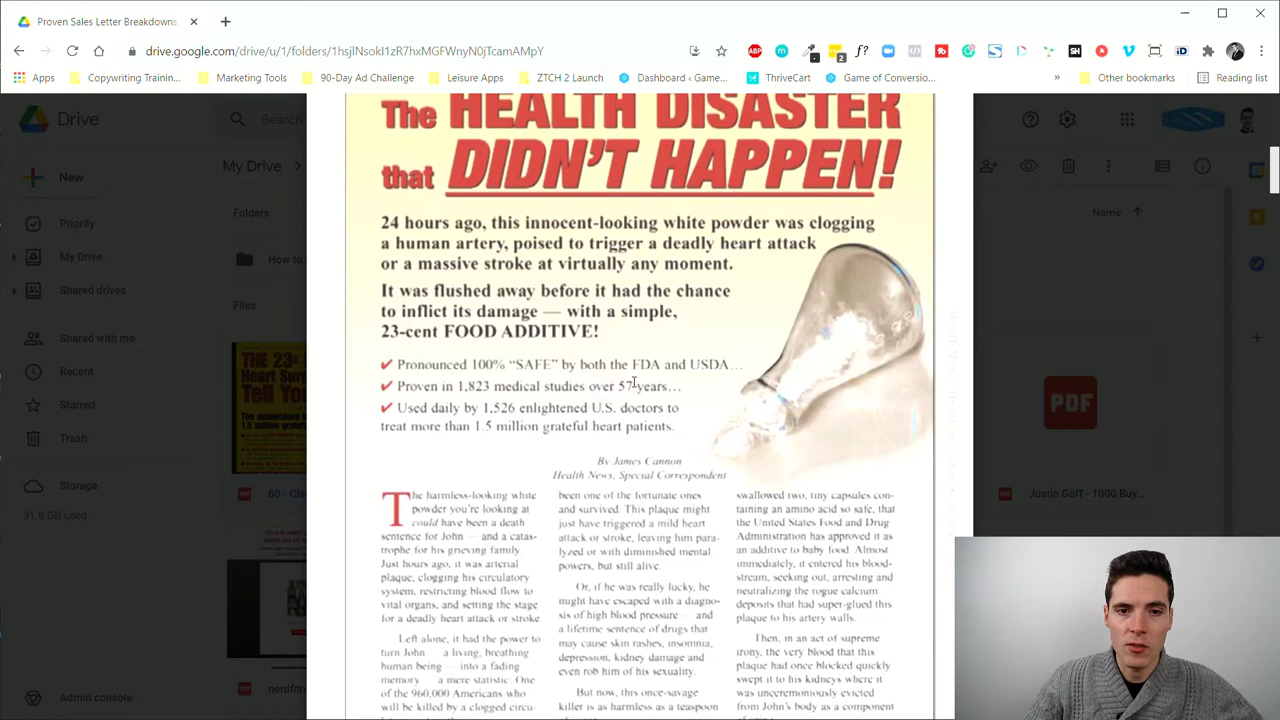 Proven Sales Letter Breakdowns
drive.google.com/drive/u/1/folders/1hsjlNsokI1zR7hxMGFWnyN0jTcamAMpY
Apps Copywriting Trainin... Marketing Tools 90-Day Ad Challenge Leisure Apps ZTCH 2 Launch Dashboard ‹ Game... ThriveCart Game of Conversio... » Other bookmarks Reading list
Drive
Search
New
Priority
My Drive
Shared drives
Shared with me
Recent
Starred
Trash
Storage
31.8 GB used
Admin console
My Drive
Folders
How to
Files
60 - Cla
nerdfitn
Name
PDF
Justin Goff - 1000 Buy...
The HEALTH DISASTER
that DIDN'T HAPPEN!
24 hours ago, this innocent-looking white powder was clogging
a human artery, poised to trigger a deadly heart attack
or a massive stroke at virtually any moment.
It was flushed away before it had the chance
to inflict its damage — with a simple,
23-cent FOOD ADDITIVE!
✔ Pronounced 100% “SAFE” by both the FDA and USDA…
✔ Proven in 1,823 medical studies over 57 years…
✔ Used daily by 1,526 enlightened U.S. doctors to
treat more than 1.5 million grateful heart patients.
By James Cannon
Health News, Special Correspondent
The harmless-looking white
powder you're looking at
could have been a death
sentence for John — and a catas-
trophe for his grieving family.
Just hours ago, it was arterial
plaque, clogging his circulatory
system, restricting blood flow to
vital organs, and setting the stage
for a deadly heart attack or stroke.
Left alone, it had the power to
turn John — a living, breathing
human being — into a fading
memory — a mere statistic: One
of the 960,000 Americans who
will be killed by a clogged circu-
been one of the fortunate ones
and survived. This plaque might
just have triggered a mild heart
attack or stroke, leaving him para-
lyzed or with diminished mental
powers, but still alive.
Or, if he was really lucky, he
might have escaped with a diagno-
sis of high blood pressure — and
a lifetime sentence of drugs that
may cause skin rashes, insomnia,
depression, kidney damage and
even rob him of his sexuality.
But now, this once-savage
killer is as harmless as a teaspoon
swallowed two, tiny capsules con-
taining an amino acid so safe, that
the United States Food and Drug
Administration has approved it as
an additive to baby food. Almost
immediately, it entered his blood-
stream, seeking out, arresting and
neutralizing the rogue calcium
deposits that had super-glued this
plaque to his artery walls.
Then, in an act of supreme
irony, the very blood that this
plaque had once blocked quickly
swept it to his kidneys where it
was unceremoniously evicted
from John's body as a component